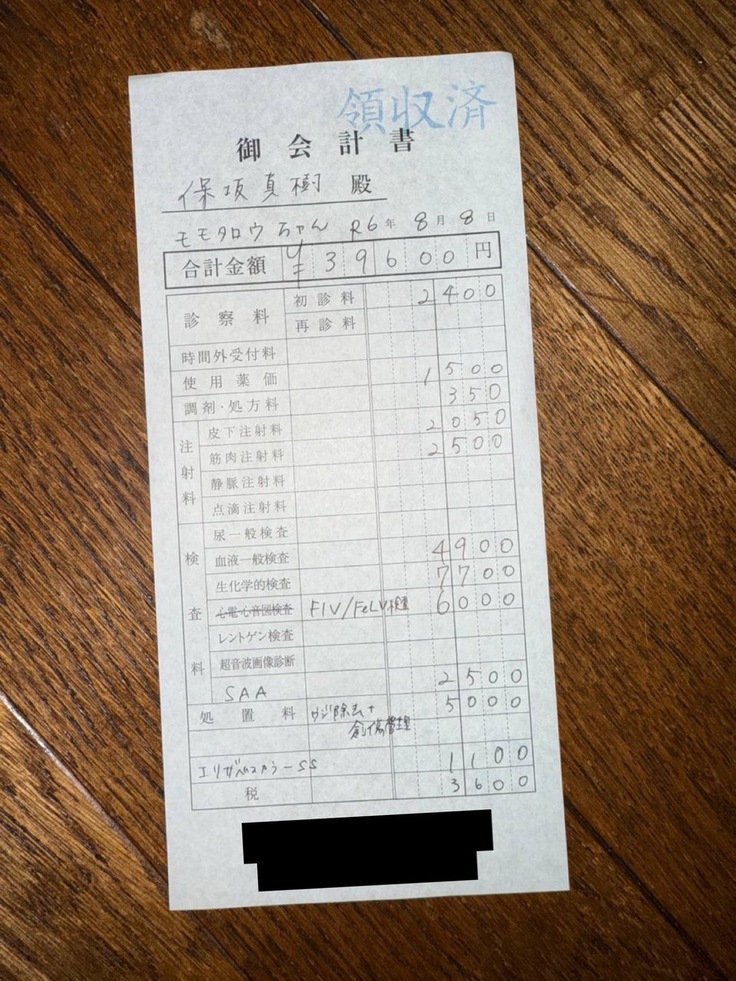 領収済
御会計書
保坂真樹 殿
モモタロウちゃん R6年 8月 8日
合計金額 ¥39600円
診察料 初診料 2400
再診料
時間外受付料
使用薬価 1500
調剤・処方料 350
注射料 皮下注射料 2050
筋肉注射料 2500
静脈注射料
点滴注射料
検査料 尿一般検査
血液一般検査 4900
生化学的検査 7700
心電・心音図検査 FIV/FeLV検査 6000
レントゲン検査
超音波画像診断
SAA 2500
処置料 ウジ除去+創傷管理 5000
エリザベスカラーSS 1100
税 3600